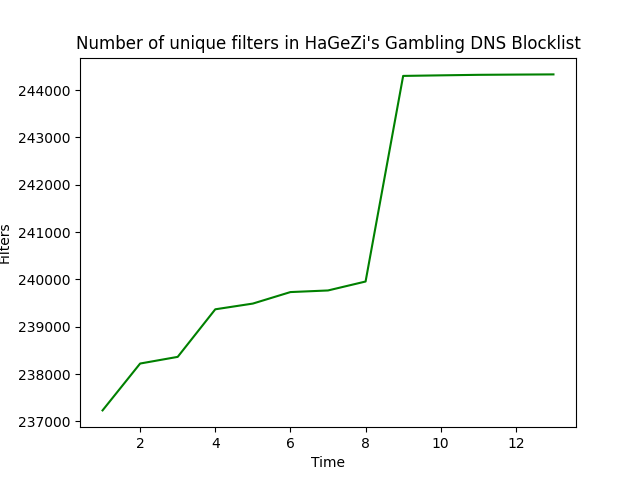 Number of unique filters in HaGeZi's Gambling DNS Blocklist
244000
243000
242000
241000
240000
239000
238000
237000
Filters
2 4 6 8 10 12
Time